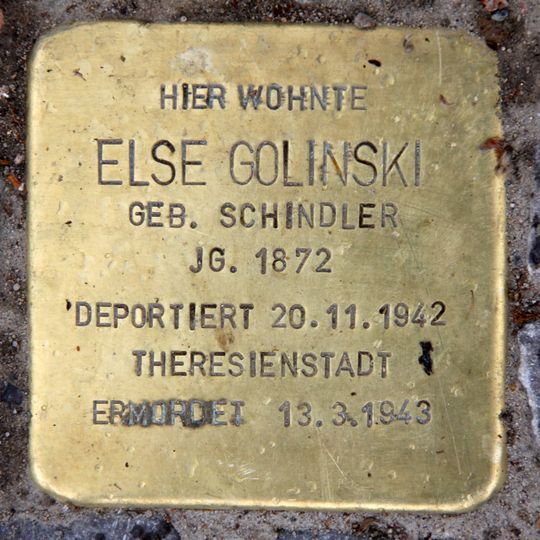 HIER WOHNTE
ELSE GOLINSKI
GEB. SCHINDLER
JG. 1872
DEPORTIERT 20.11.1942
THERESIENSTADT
ERMORDET 13.3.1943